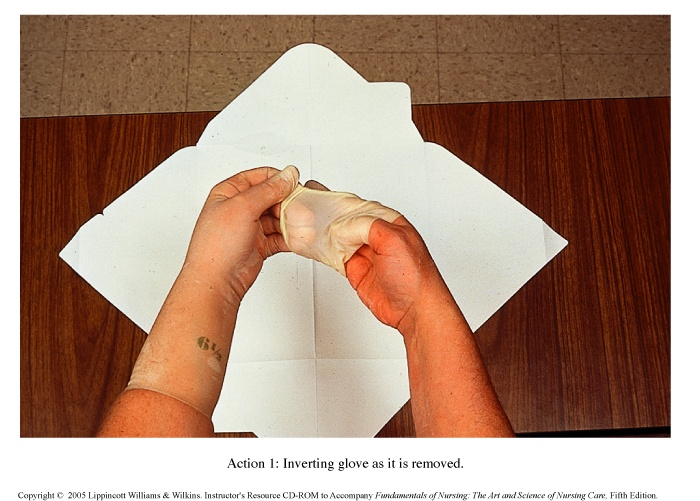 6½
Action 1: Inverting glove as it is removed.
Copyright © 2005 Lippincott Williams & Wilkins. Instructor's Resource CD-ROM to Accompany Fundamentals of Nursing: The Art and Science of Nursing Care, Fifth Edition.